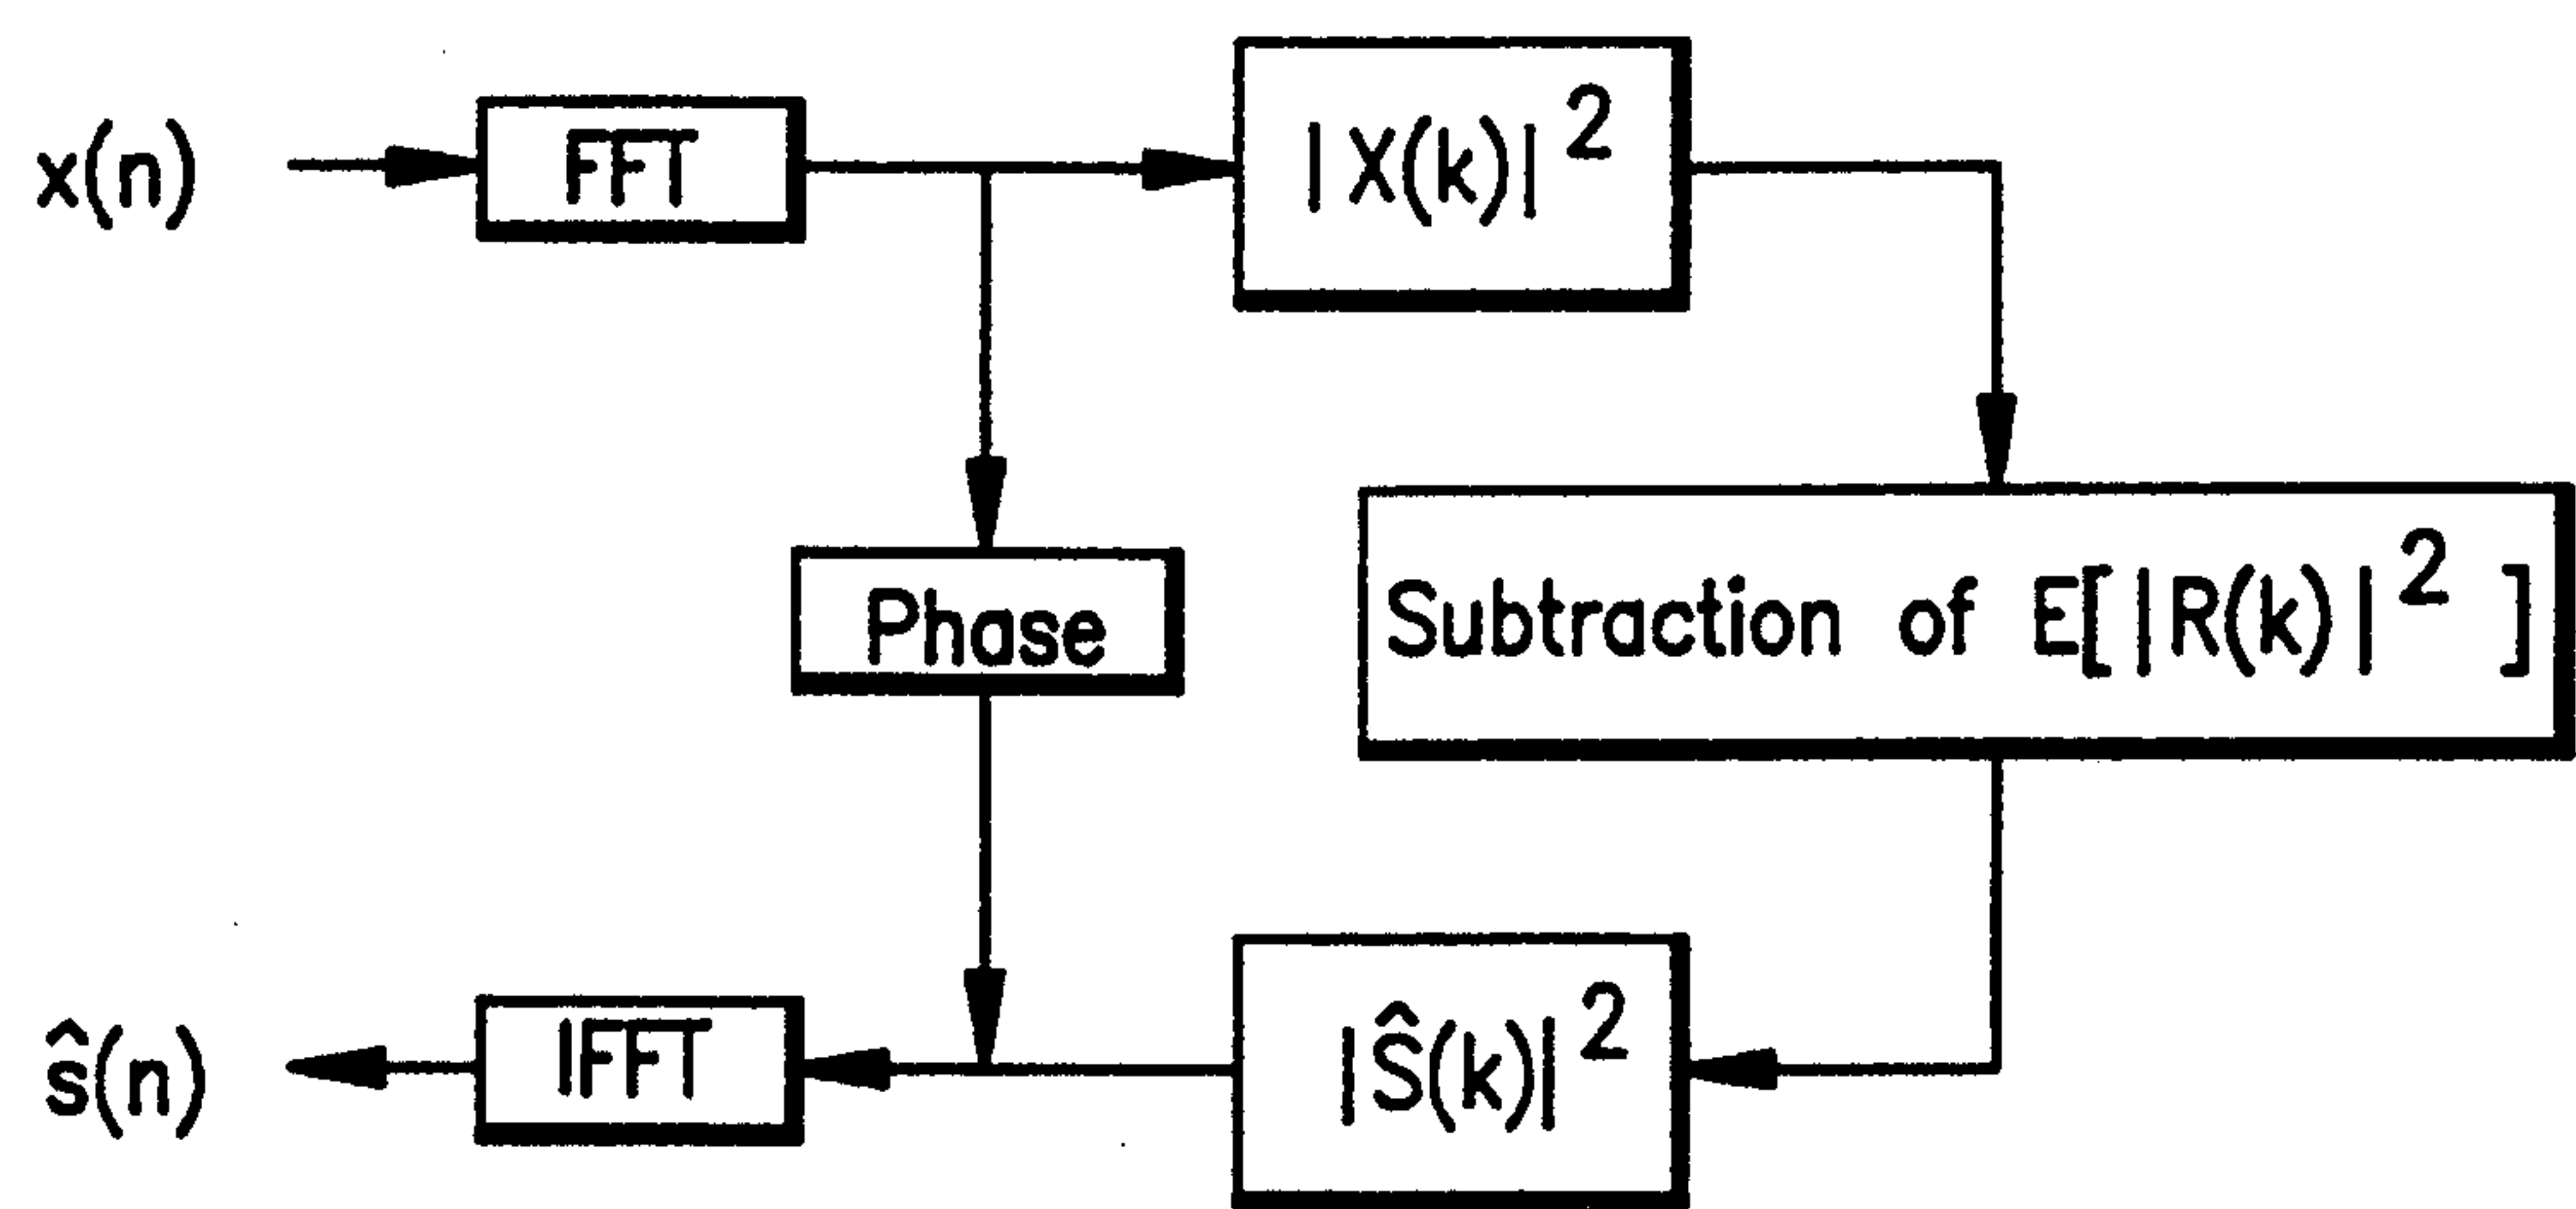 x(n)
FFT
|X(k)|²
Phase
Subtraction of E[|R(k)|² ]
ŝ(n)
IFFT
|Ŝ(k)|²